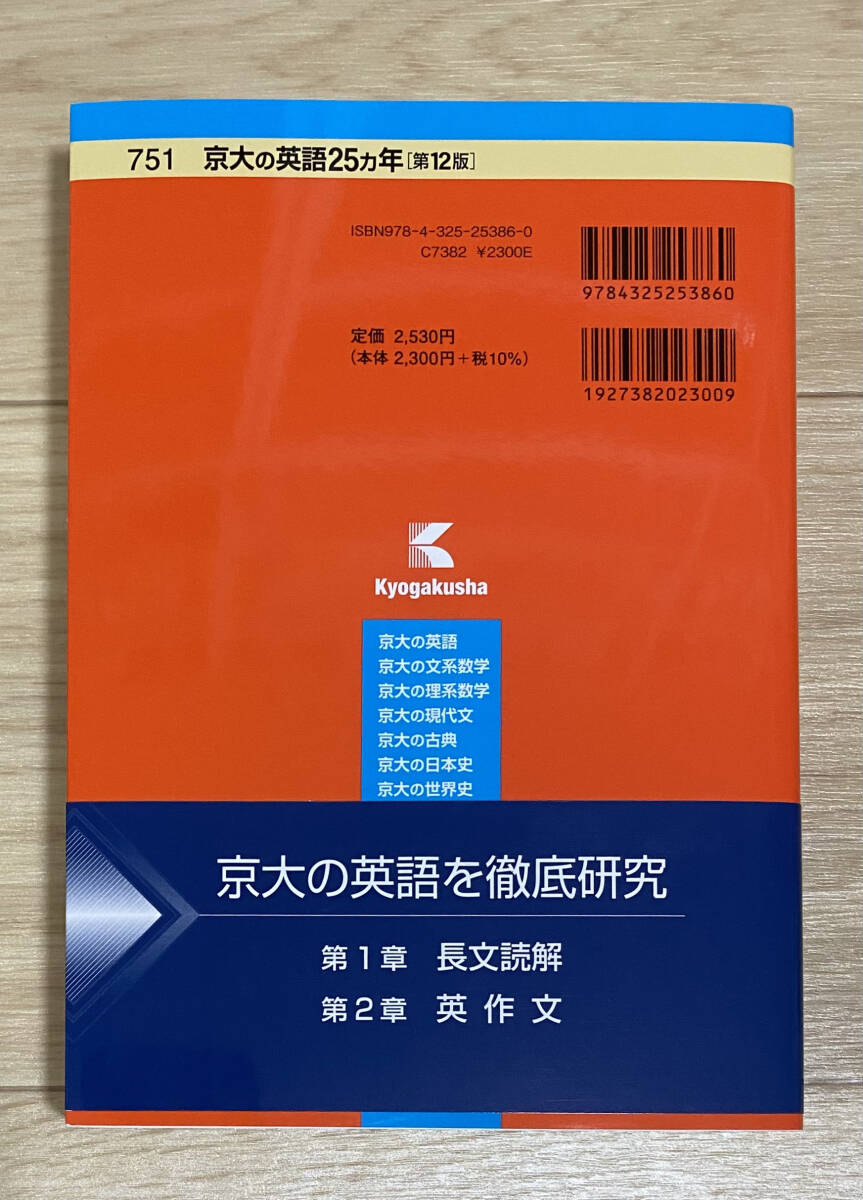 751 京大の英語25カ年[第12版]
ISBN978-4-325-25386-0
C7382 ¥2300E
9784325253860
定価 2,530円
(本体 2,300円+税10%)
1927382023009
Kyogakusha
京大の英語
京大の文系数学
京大の理系数学
京大の現代文
京大の古典
京大の日本史
京大の世界史
京大の英語を徹底研究
第1章 長文読解
第2章 英作文